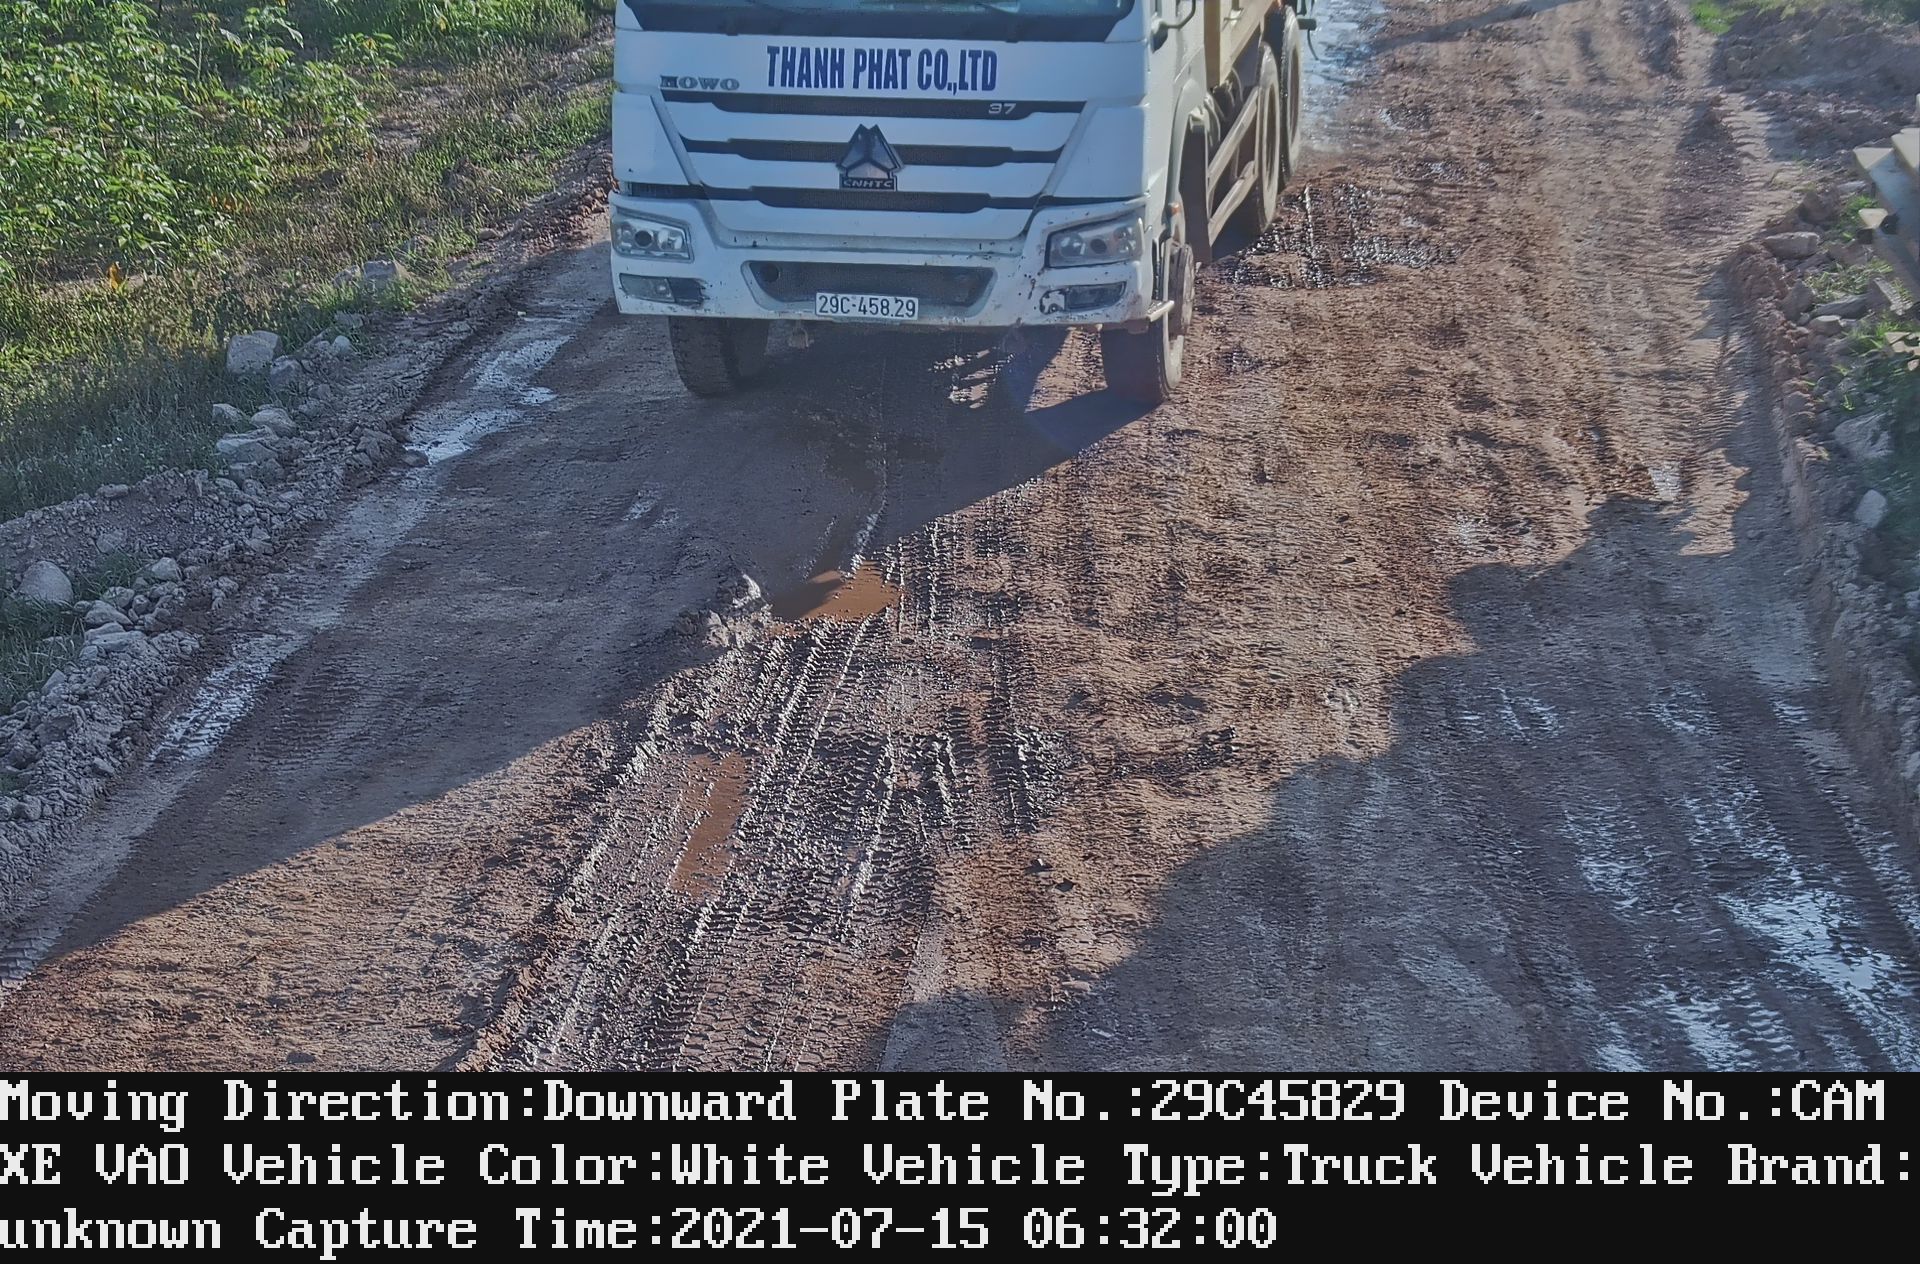 THANH PHAT CO.,LTD
HOWO
37
CNHTC
29C-458.29
Moving Direction:Downward Plate No.:29C45829 Device No.:CAM
XE VAO Vehicle Color:White Vehicle Type:Truck Vehicle Brand:
unknown Capture Time:2021-07-15 06:32:00